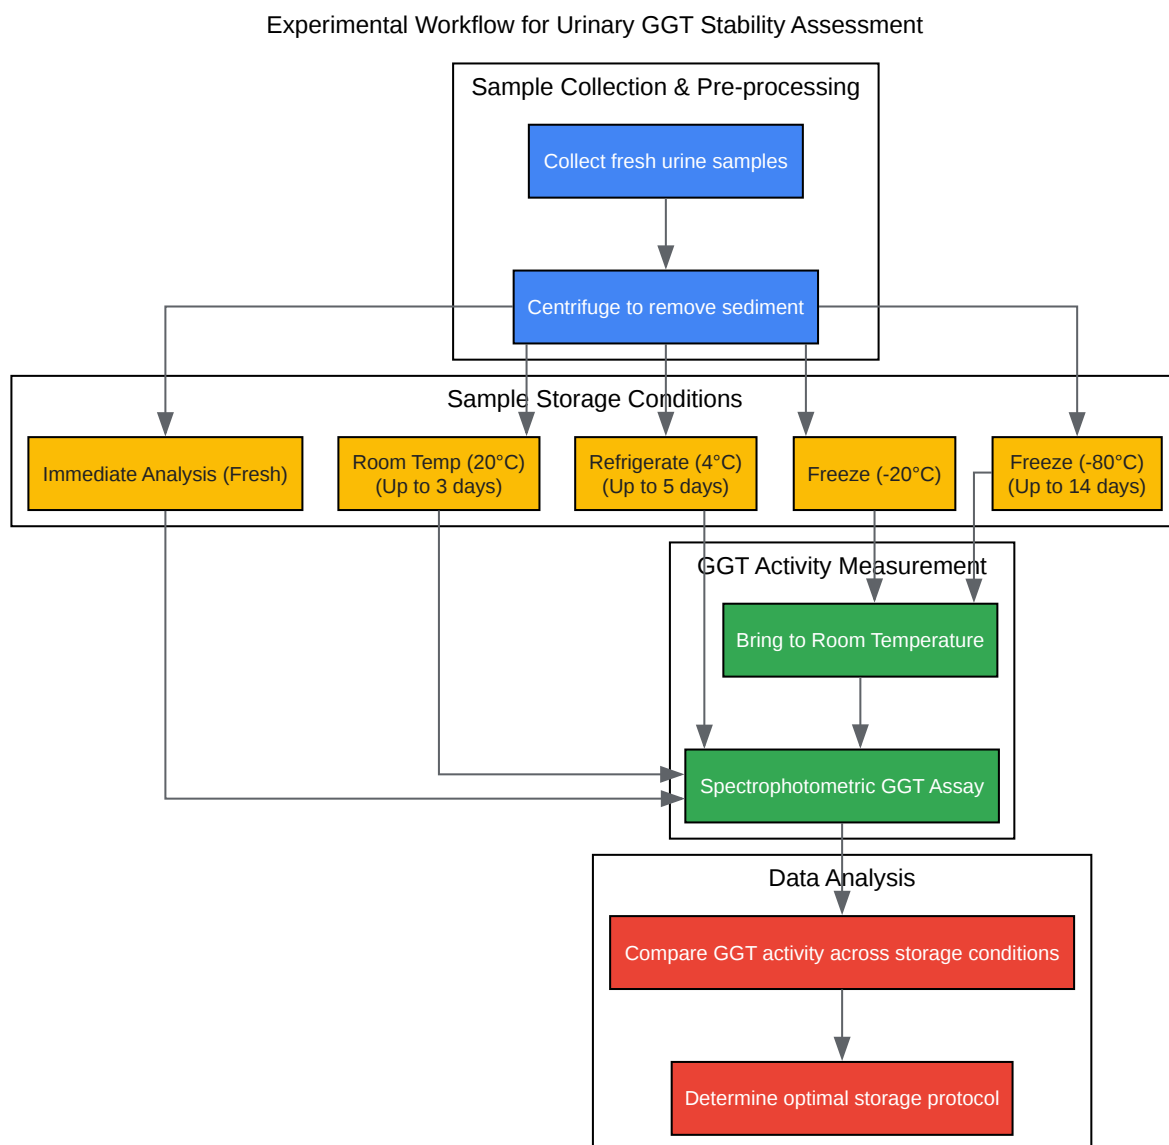 Experimental Workflow for Urinary GGT Stability Assessment
Sample Collection & Pre-processing
Collect fresh urine samples
Centrifuge to remove sediment
Sample Storage Conditions
Immediate Analysis (Fresh)
Room Temp (20°C)
(Up to 3 days)
Refrigerate (4°C)
(Up to 5 days)
Freeze (-20°C)
Freeze (-80°C)
(Up to 14 days)
GGT Activity Measurement
Bring to Room Temperature
Spectrophotometric GGT Assay
Data Analysis
Compare GGT activity across storage conditions
Determine optimal storage protocol